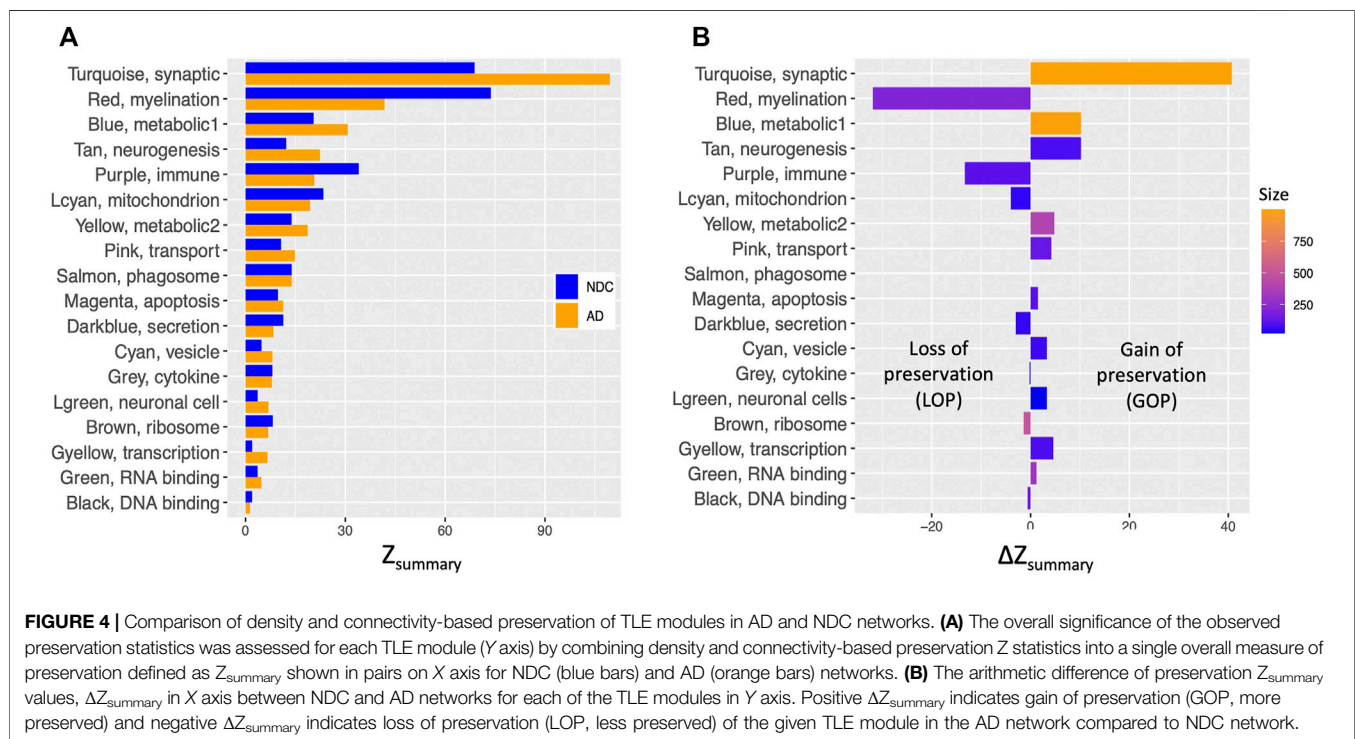 A
Turquoise, synaptic
Red, myelination
Blue, metabolic1
Tan, neurogenesis
Purple, immune
Lcyan, mitochondrion
Yellow, metabolic2
Pink, transport
Salmon, phagosome
Magenta, apoptosis
Darkblue, secretion
Cyan, vesicle
Grey, cytokine
Lgreen, neuronal cell
Brown, ribosome
Gyellow, transcription
Green, RNA binding
Black, DNA binding
0 30 60 90
Zsummary
NDC
AD
B
Turquoise, synaptic
Red, myelination
Blue, metabolic1
Tan, neurogenesis
Purple, immune
Lcyan, mitochondrion
Yellow, metabolic2
Pink, transport
Salmon, phagosome
Magenta, apoptosis
Darkblue, secretion
Cyan, vesicle
Grey, cytokine
Lgreen, neuronal cells
Brown, ribosome
Gyellow, transcription
Green, RNA binding
Black, DNA binding
Loss of
preservation
(LOP)
Gain of
preservation
(GOP)
−20 0 20 40
ΔZsummary
Size
750
500
250
FIGURE 4 | Comparison of density and connectivity-based preservation of TLE modules in AD and NDC networks. (A) The overall significance of the observed
preservation statistics was assessed for each TLE module (Y axis) by combining density and connectivity-based preservation Z statistics into a single overall measure of
preservation defined as Zsummary shown in pairs on X axis for NDC (blue bars) and AD (orange bars) networks. (B) The arithmetic difference of preservation Zsummary
values, ΔZsummary in X axis between NDC and AD networks for each of the TLE modules in Y axis. Positive ΔZsummary indicates gain of preservation (GOP, more
preserved) and negative ΔZsummary indicates loss of preservation (LOP, less preserved) of the given TLE module in the AD network compared to NDC network.